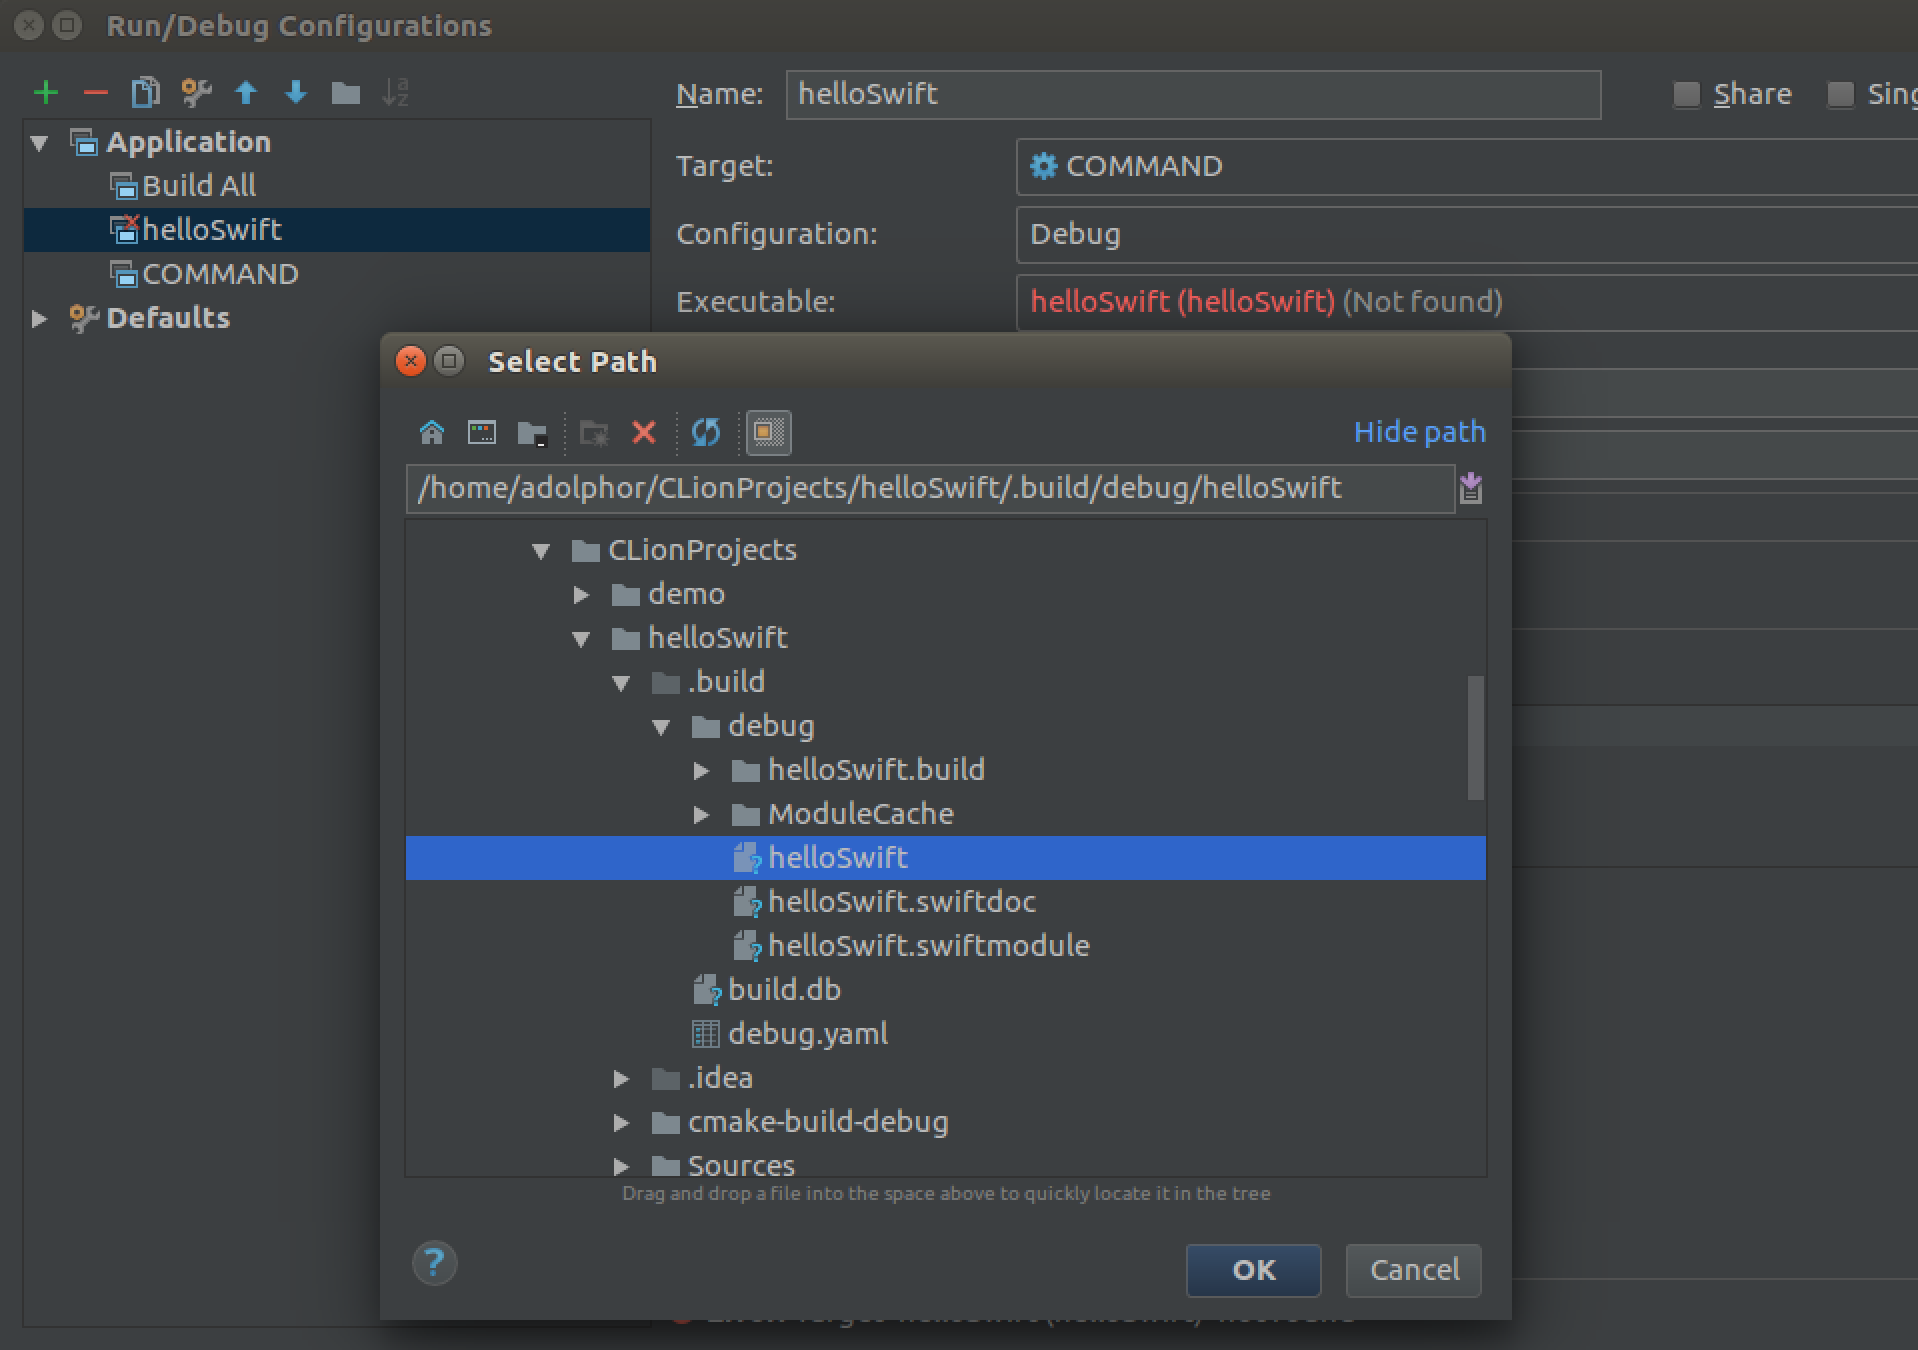 Run/Debug Configurations
Name: helloSwift Share Sing
Application
Target: COMMAND
Build All
Configuration: Debug
helloSwift
COMMAND
Executable: helloSwift (helloSwift) (Not found)
Defaults
Select Path
Hide path
/home/adolphor/CLionProjects/helloSwift/.build/debug/helloSwift
CLionProjects
demo
helloSwift
.build
debug
helloSwift.build
ModuleCache
helloSwift
helloSwift.swiftdoc
helloSwift.swiftmodule
build.db
debug.yaml
.idea
cmake-build-debug
Sources
Drag and drop a file into the space above to quickly locate it in the tree
? OK Cancel